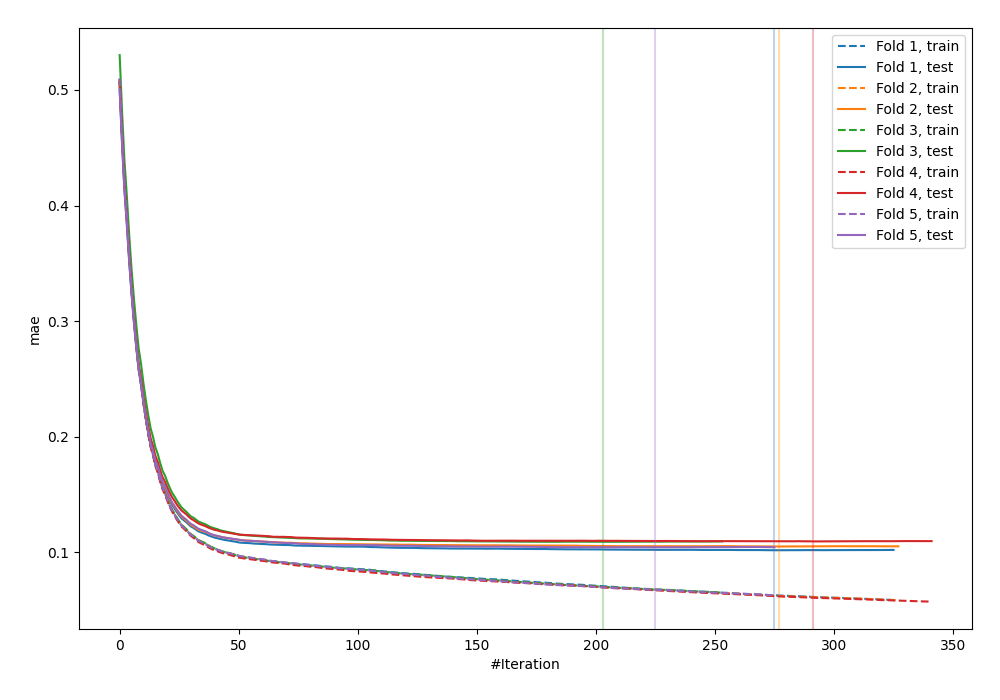 0.5
0.4
0.3
0.2
0.1
mae
0
50
100
150
200
250
300
350
#Iteration
Fold 1, train
Fold 1, test
Fold 2, train
Fold 2, test
Fold 3, train
Fold 3, test
Fold 4, train
Fold 4, test
Fold 5, train
Fold 5, test